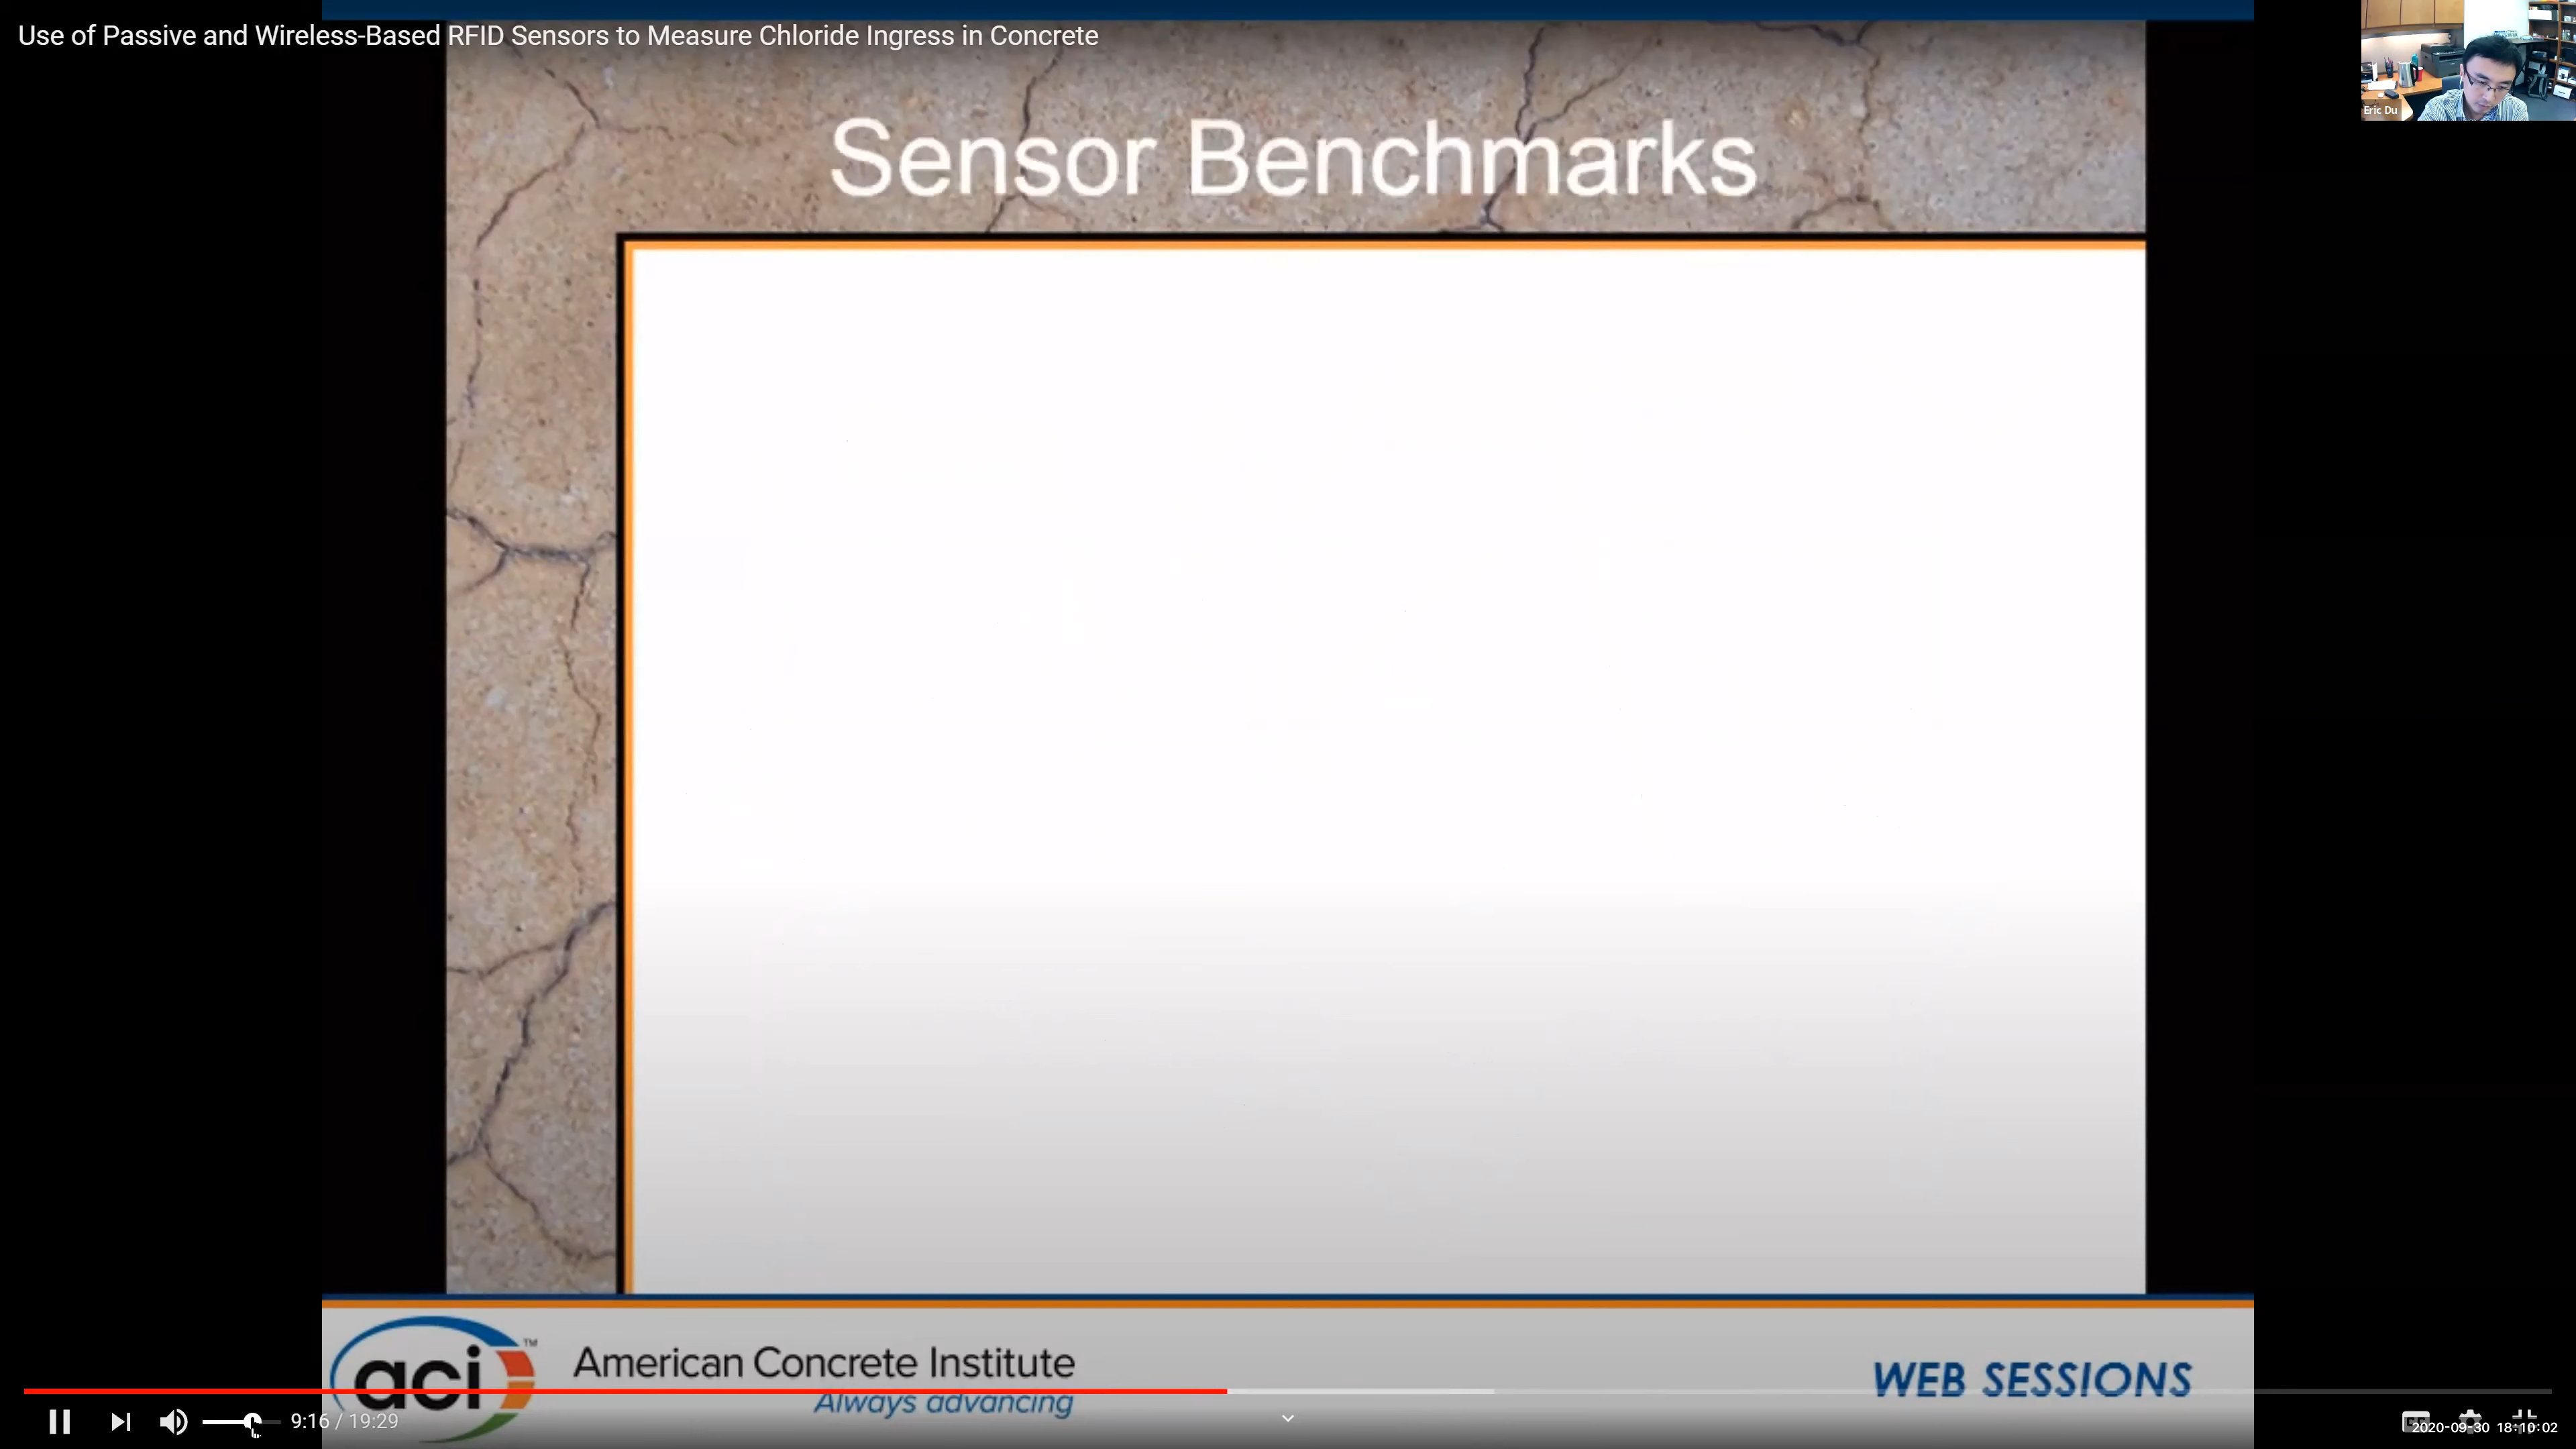 Use of Passive and Wireless-Based RFID Sensors to Measure Chloride Ingress in Concrete
Eric Du
Sensor Benchmarks
aci™
American Concrete Institute
Always advancing
WEB SESSIONS
9:16 / 19:29
2020-09-30 18:10:02